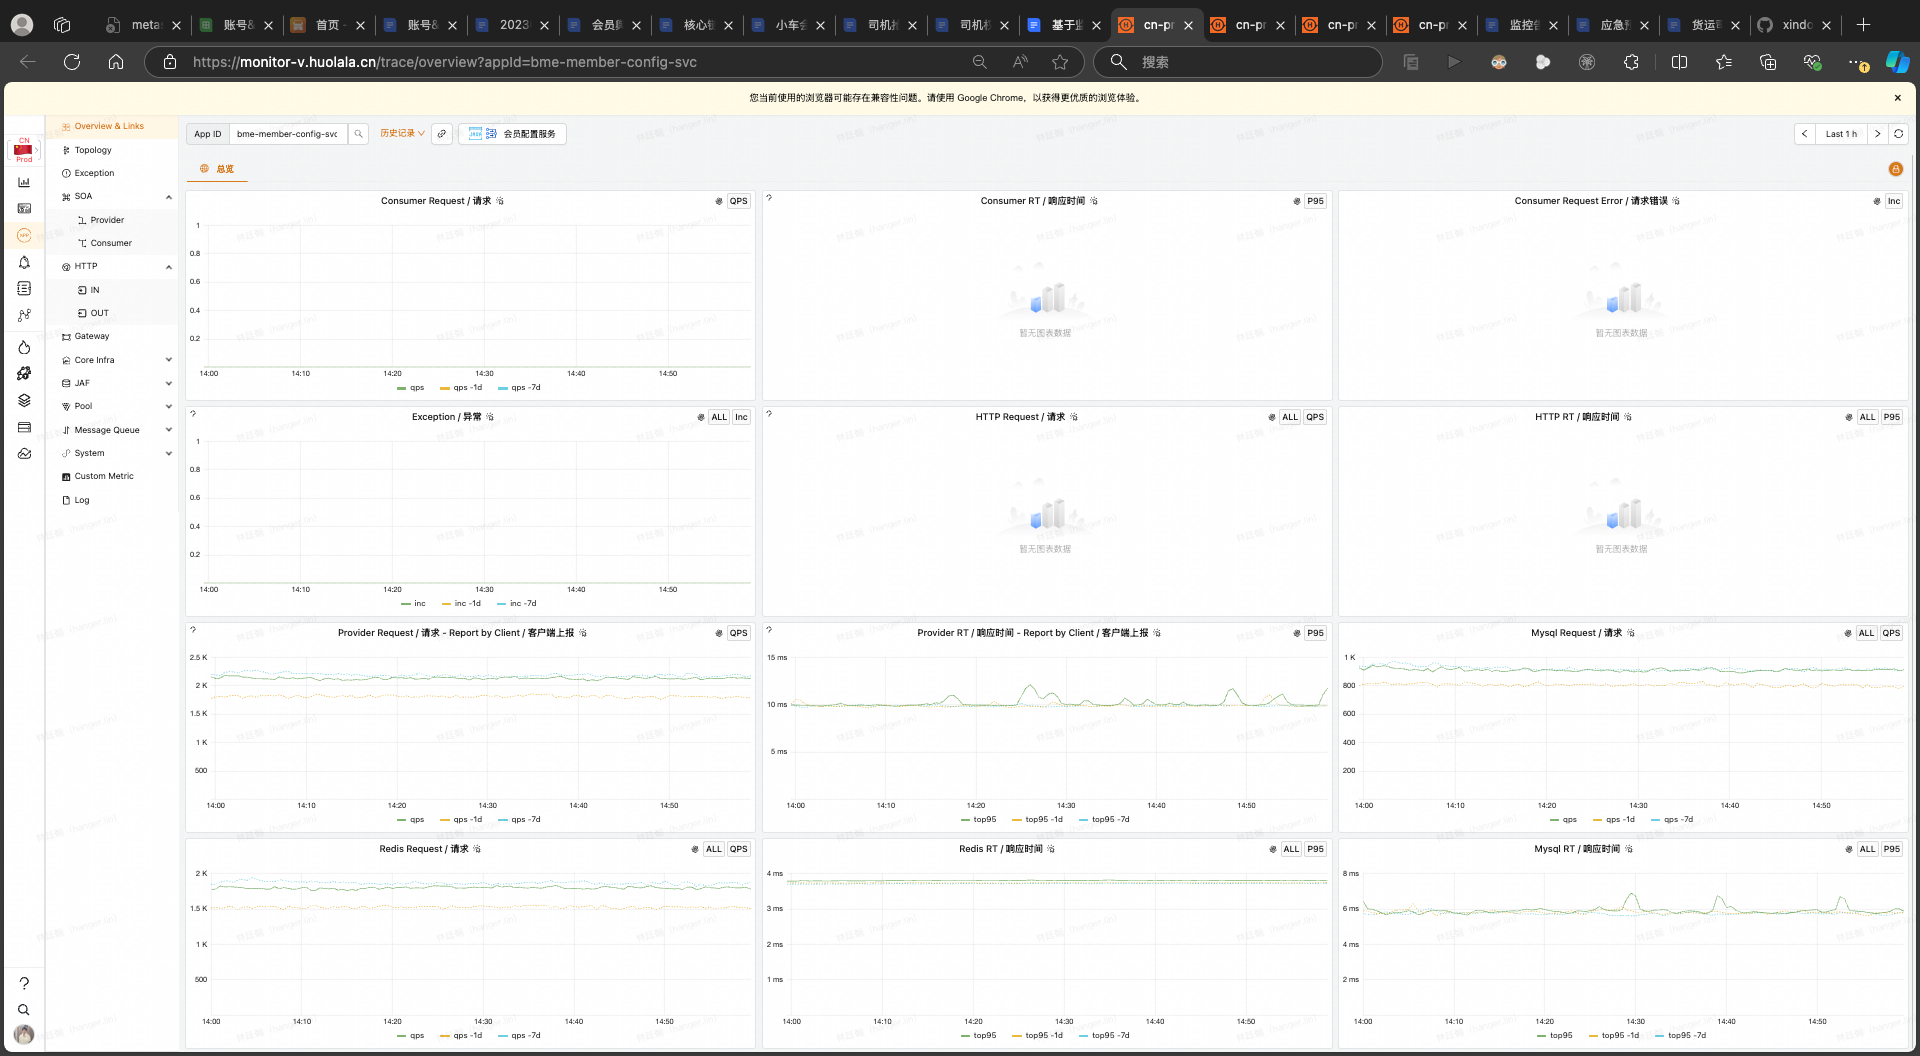 meta
账号&
首页 -
账号&
2023
会员
核心
小车会
司机
司机
基于
cn-pr
cn-pr
cn-pr
cn-pr
监控
应急
货运
xindo
https://monitor-v.huolala.cn/trace/overview?appId=bme-member-config-svc
搜索
您当前使用的浏览器可能存在兼容性问题。请使用 Google Chrome，以获得更优质的浏览体验。
CN
Prod
Overview & Links
Topology
Exception
SOA
Provider
Consumer
HTTP
IN
OUT
Gateway
Core Infra
JAF
Pool
Message Queue
System
Custom Metric
Log
App ID bme-member-config-svc 历史记录 会员配置服务 Last 1 h
总览
Consumer Request / 请求 QPS
1
0.8
0.6
0.4
0.2
14:00 14:10 14:20 14:30 14:40 14:50
qps qps -1d qps -7d
Consumer RT / 响应时间 P95
暂无图表数据
Consumer Request Error / 请求错误 Inc
暂无图表数据
Exception / 异常 ALL Inc
1
0.8
0.6
0.4
0.2
14:00 14:10 14:20 14:30 14:40 14:50
inc inc -1d inc -7d
HTTP Request / 请求 ALL QPS
暂无图表数据
HTTP RT / 响应时间 ALL P95
暂无图表数据
Provider Request / 请求 - Report by Client / 客户端上报 QPS
2.5 K
2 K
1.5 K
1 K
500
14:00 14:10 14:20 14:30 14:40 14:50
qps qps -1d qps -7d
Provider RT / 响应时间 - Report by Client / 客户端上报 P95
15 ms
10 ms
5 ms
14:00 14:10 14:20 14:30 14:40 14:50
top95 top95 -1d top95 -7d
Mysql Request / 请求 ALL QPS
1 K
800
600
400
200
14:00 14:10 14:20 14:30 14:40 14:50
qps qps -1d qps -7d
Redis Request / 请求 ALL QPS
2 K
1.5 K
1 K
500
14:00 14:10 14:20 14:30 14:40 14:50
qps qps -1d qps -7d
Redis RT / 响应时间 ALL P95
4 ms
3 ms
2 ms
1 ms
14:00 14:10 14:20 14:30 14:40 14:50
top95 top95 -1d top95 -7d
Mysql RT / 响应时间 ALL P95
8 ms
6 ms
4 ms
2 ms
14:00 14:10 14:20 14:30 14:40 14:50
top95 top95 -1d top95 -7d